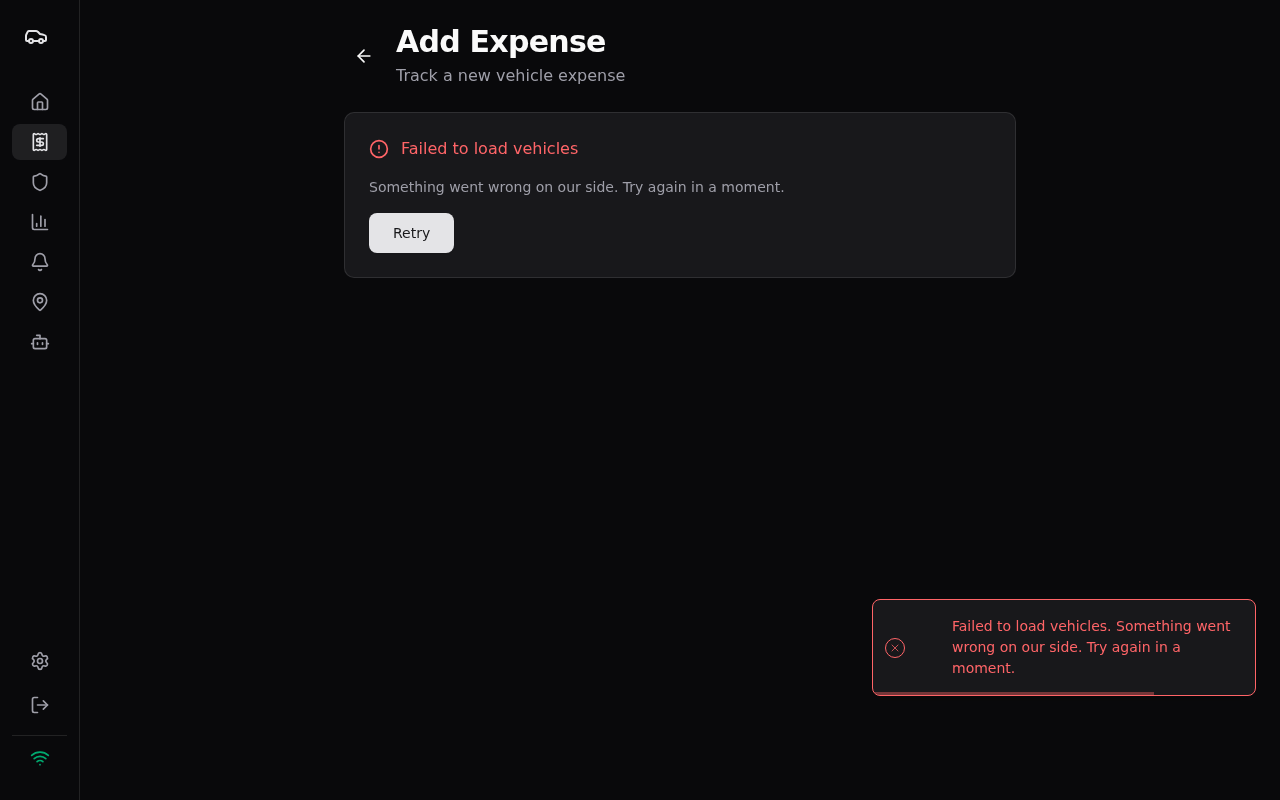 Add Expense
Track a new vehicle expense
Failed to load vehicles
Something went wrong on our side. Try again in a moment.
Retry
Failed to load vehicles. Something went
wrong on our side. Try again in a
moment.